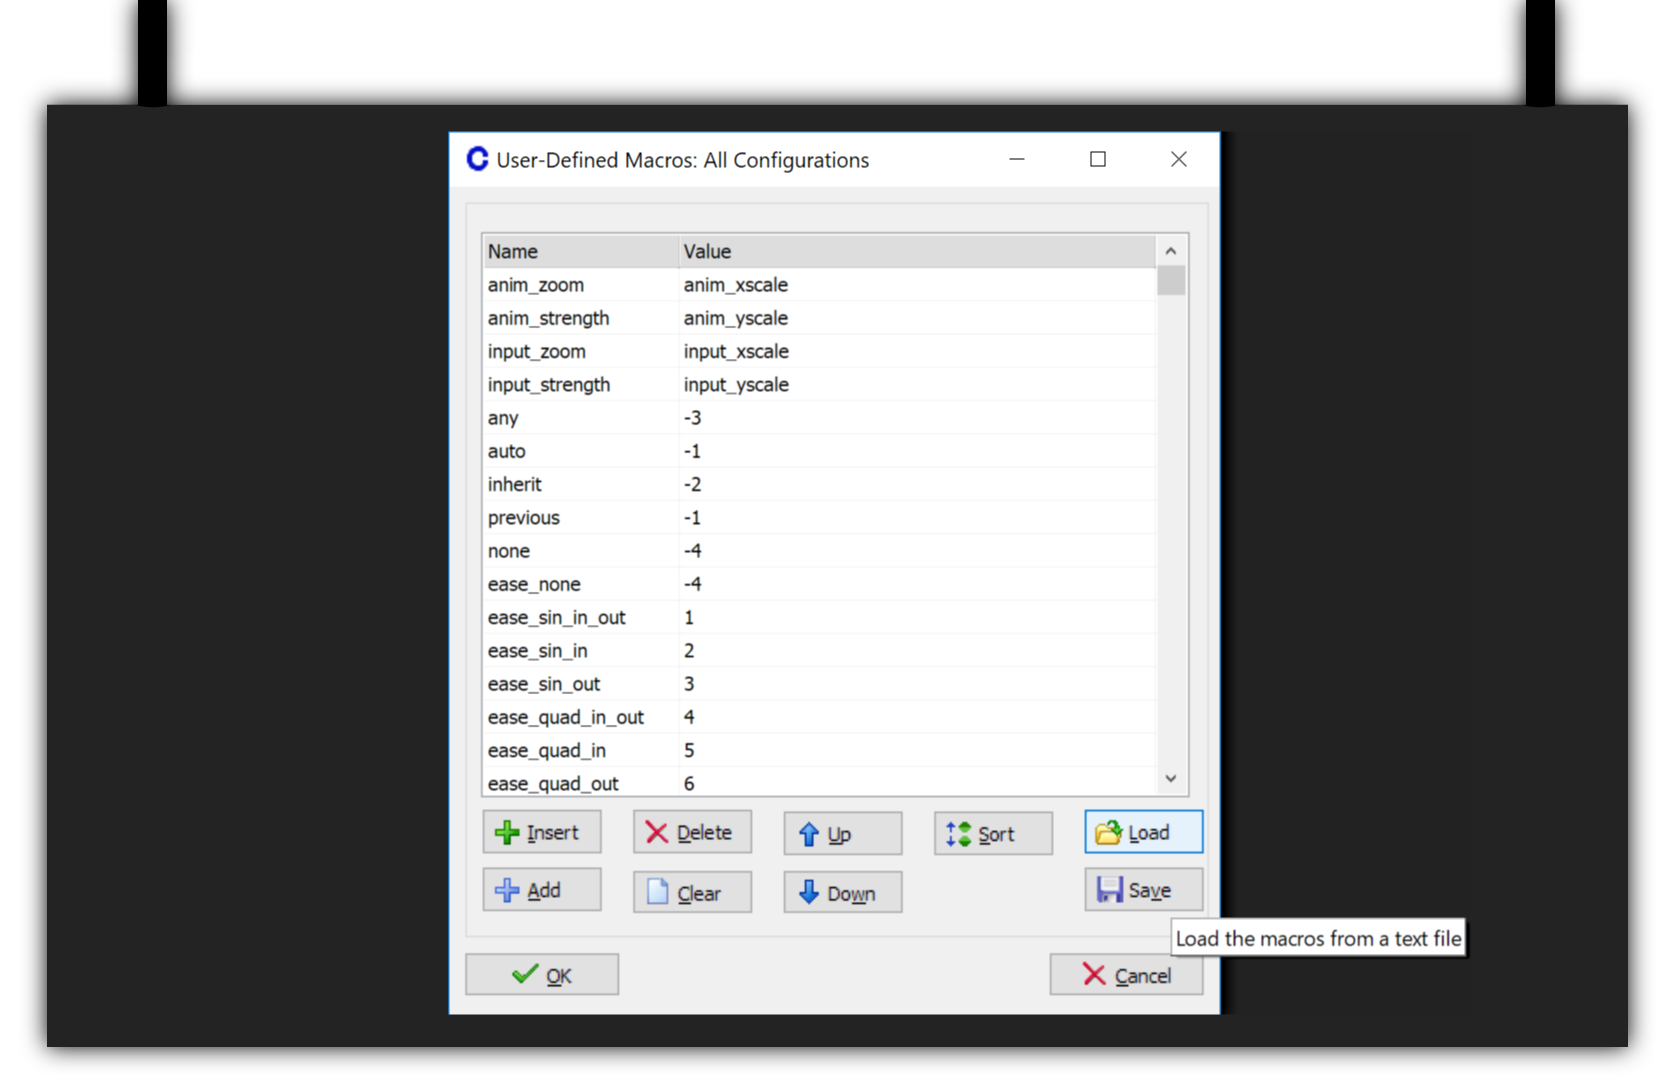 User-Defined Macros: All Configurations
Name Value
anim_zoom anim_xscale
anim_strength anim_yscale
input_zoom input_xscale
input_strength input_yscale
any -3
auto -1
inherit -2
previous -1
none -4
ease_none -4
ease_sin_in_out 1
ease_sin_in 2
ease_sin_out 3
ease_quad_in_out 4
ease_quad_in 5
ease_quad_out 6
Insert Delete Up Sort Load
Add Clear Down Save
Load the macros from a text file
OK Cancel